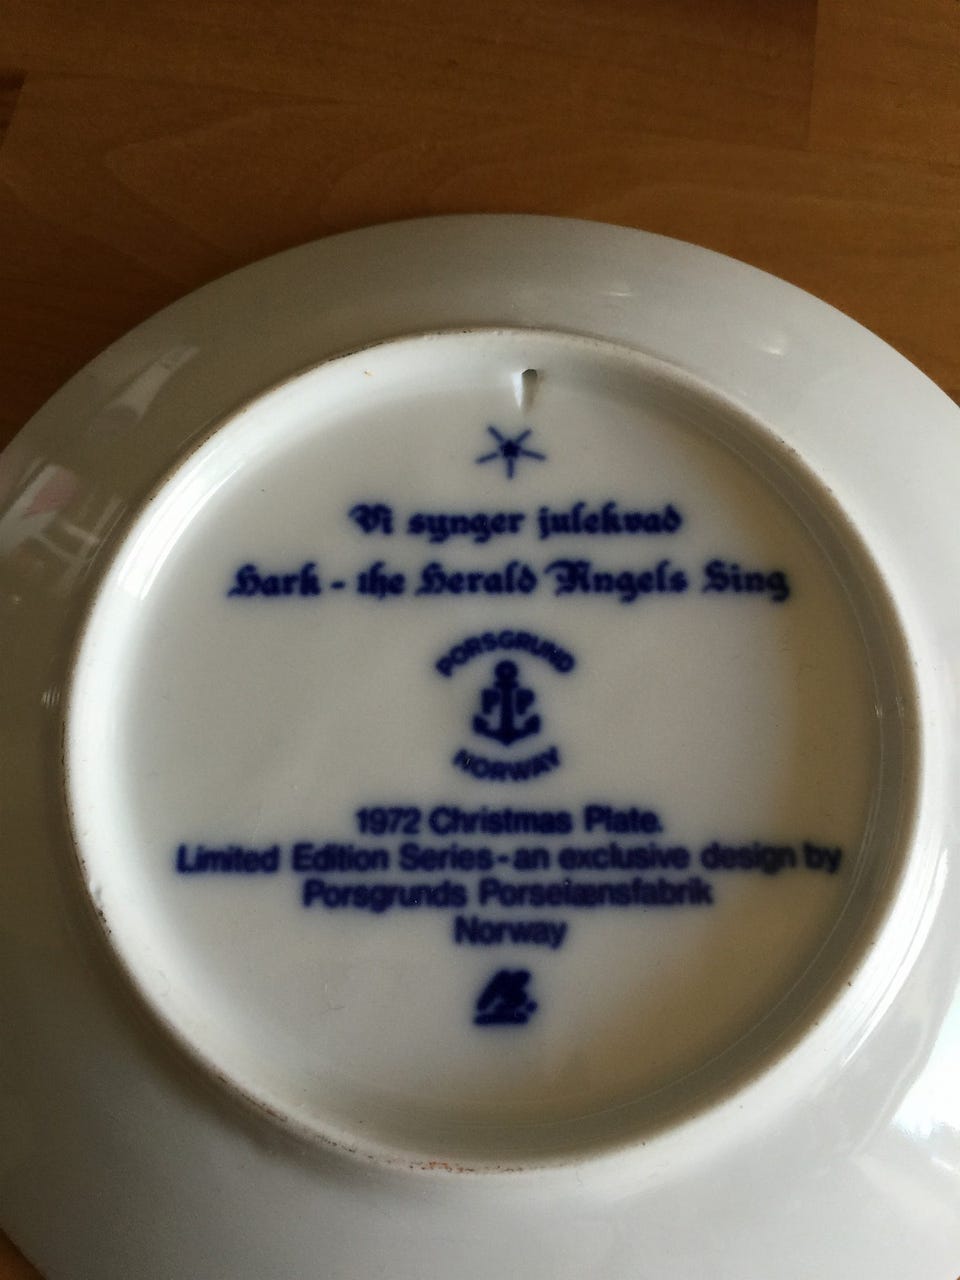 Vi synger julekvad
Hark - the Herald Angels Sing
PORSGRUND
P P
NORWAY
1972 Christmas Plate.
Limited Edition Series - an exclusive design by
Porsgrunds Porselænsfabrik
Norway